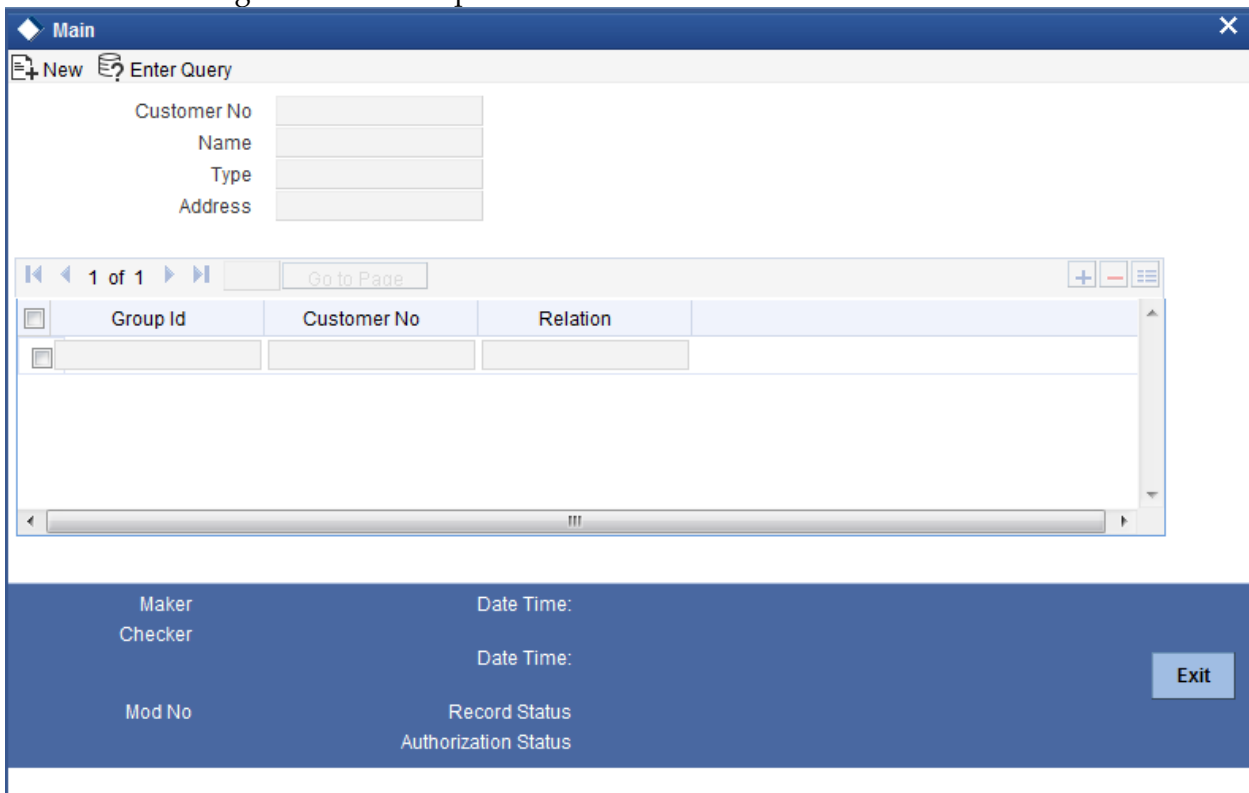 Main
New Enter Query
Customer No
Name
Type
Address
1 of 1 Go to Page
Group Id Customer No Relation
Maker Date Time:
Checker
Date Time:
Exit
Mod No Record Status
Authorization Status